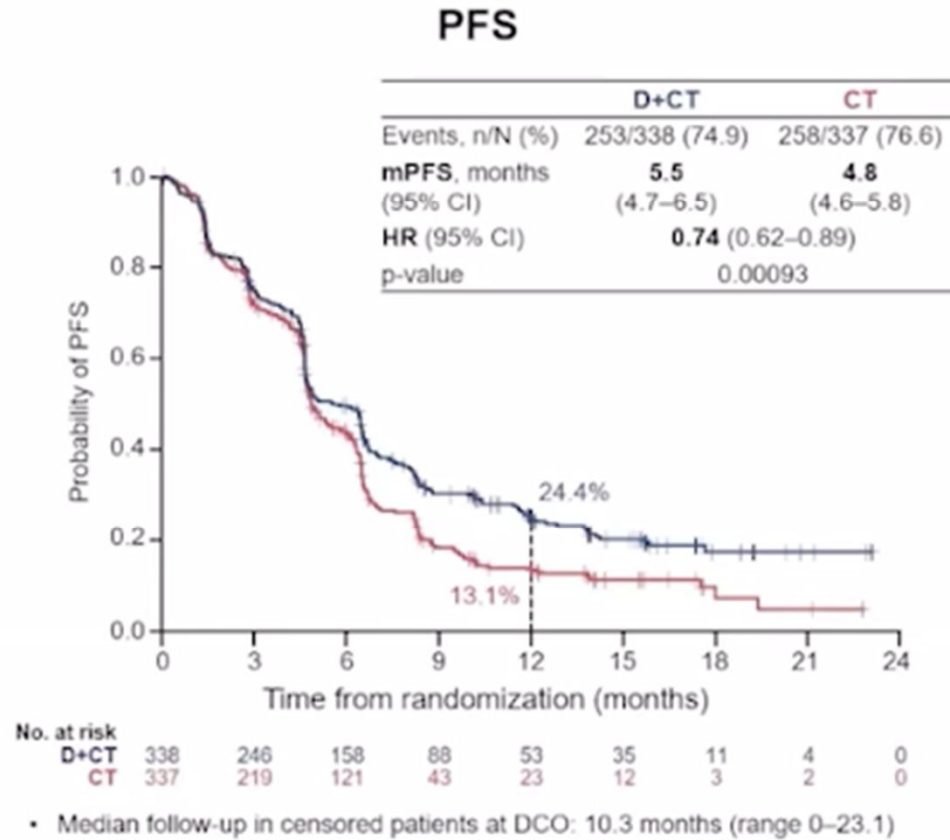 PFS
D+CT CT
Events, n/N (%) 253/338 (74.9) 258/337 (76.6)
mPFS, months 5.5 4.8
(95% CI) (4.7–6.5) (4.6–5.8)
HR (95% CI) 0.74 (0.62–0.89)
p-value 0.00093
Probability of PFS
1.0
0.8
0.6
0.4
0.2
0.0
24.4%
13.1%
0 3 6 9 12 15 18 21 24
Time from randomization (months)
No. at risk
D+CT 338 246 158 88 53 35 11 4 0
CT 337 219 121 43 23 12 3 2 0
• Median follow-up in censored patients at DCO: 10.3 months (range 0–23.1)